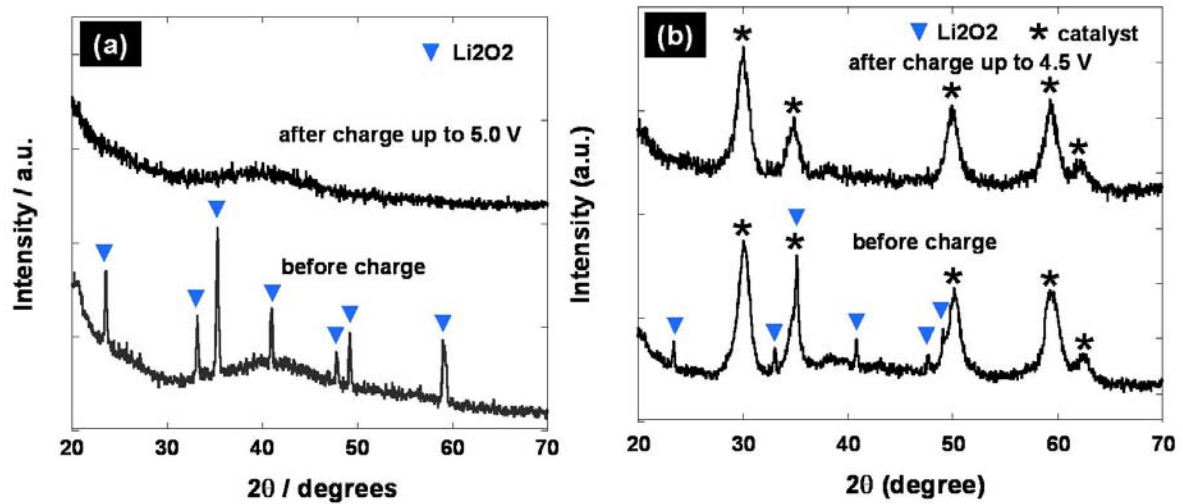 (a)
▼ Li2O2
after charge up to 5.0 V
before charge
Intensity / a.u.
20 30 40 50 60 70
2θ / degrees
(b)
▼ Li2O2 * catalyst
after charge up to 4.5 V
before charge
Intensity (a.u.)
20 30 40 50 60 70
2θ (degree)